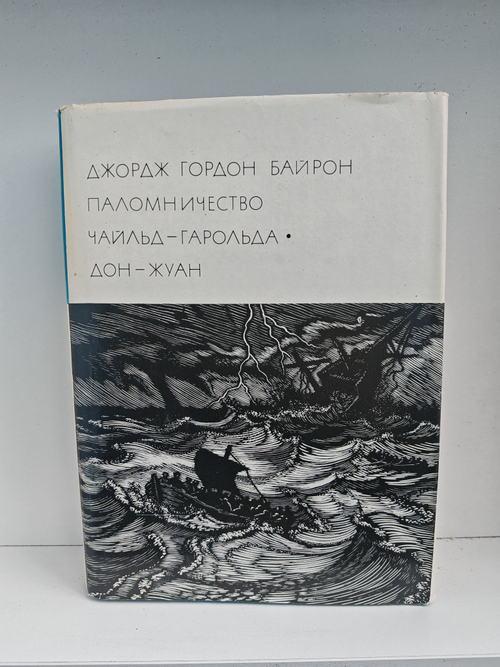 ДЖОРДЖ ГОРДОН БАЙРОН
ПАЛОМНИЧЕСТВО
ЧАЙЛЬД-ГАРОЛЬДА •
ДОН-ЖУАН